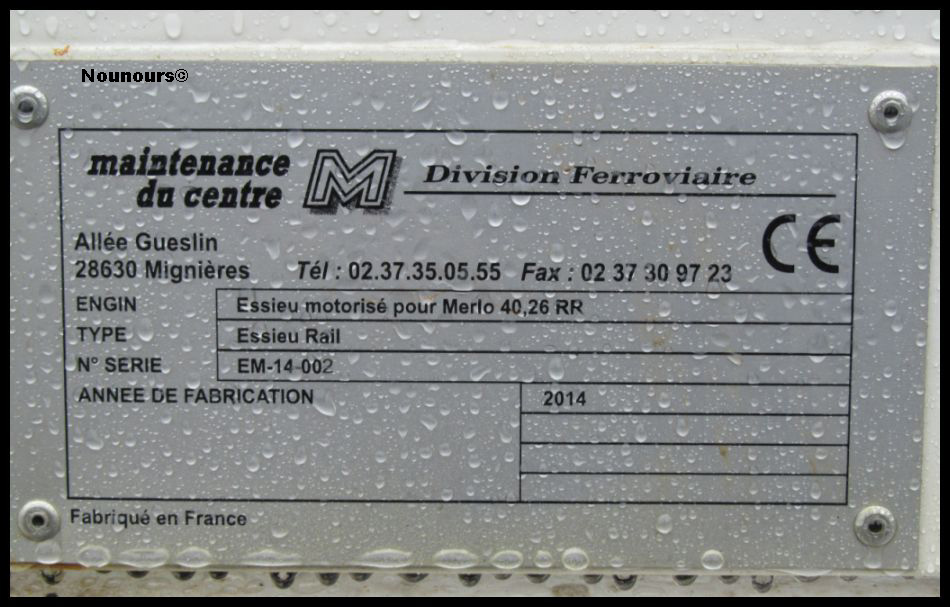 Nounours©
maintenance
du centre
M
Division Ferroviaire
CE
Allée Gueslin
28630 Mignières Tél : 02.37.35.05.55 Fax : 02 37 30 97 23
ENGIN Essieu motorisé pour Merlo 40,26 RR
TYPE Essieu Rail
N° SERIE EM-14-002
ANNEE DE FABRICATION 2014
Fabriqué en France